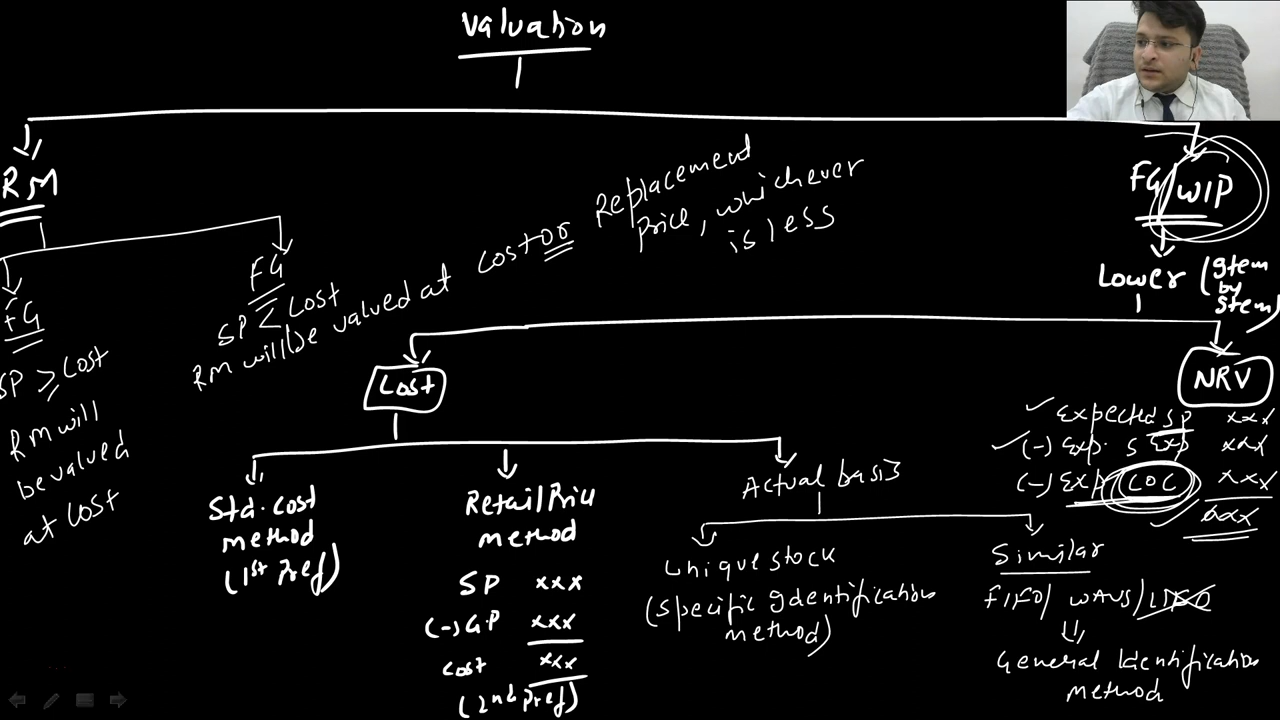 Valuation
RM
FG/WIP
FG
SP ≥ Cost
RM will
be valued
at cost
FG
SP < Cost
RM will be valued at cost or Replacement
Price, whichever
is less
Lower (Item
by
Item)
Cost
NRV
Expected SP xxx
(-) Exp. S Exp xxx
(-) Exp COC xxx
xxx
Std. cost
method
(1st Pref)
Retail Price
method
SP xxx
(-) G.P xxx
cost xxx
(2nd Pref)
Actual basis
Unique stock
(Specific Identification
method)
Similar
FIFO/ WAVS/ LIFO
General Identification
method